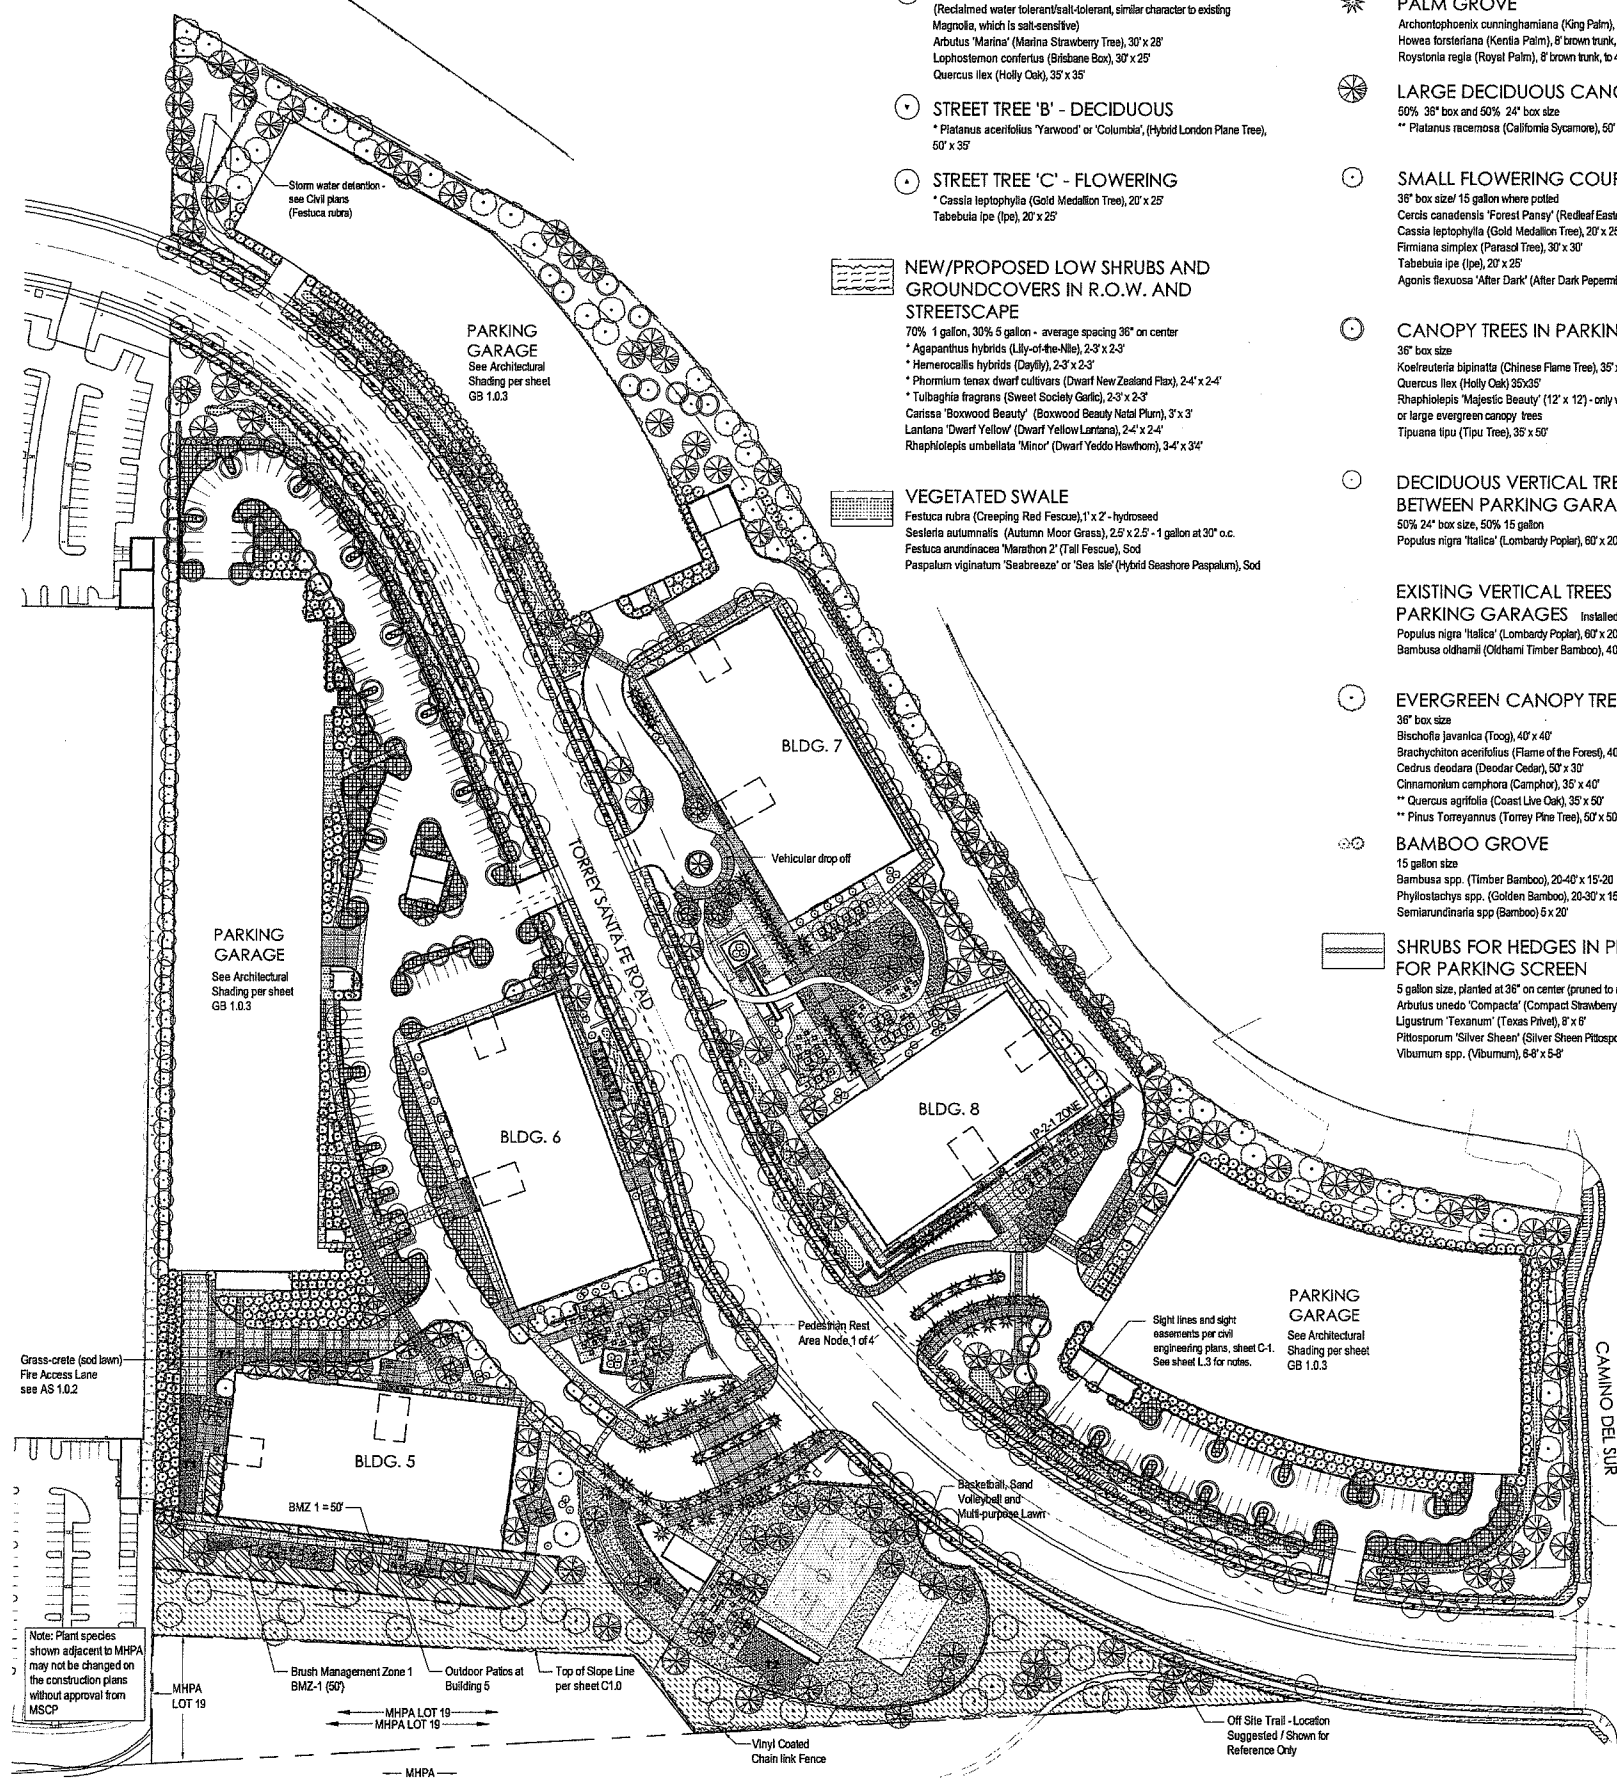 (Reclaimed water tolerant/salt-tolerant, similar character to existing
Magnolia, which is salt-sensitive)
Arbutus 'Marina' (Marina Strawberry Tree), 30' x 28'
Lophostemon confertus (Brisbane Box), 30' x 25'
Quercus ilex (Holly Oak), 35' x 35'
STREET TREE 'B' - DECIDUOUS
* Platanus acerifolius 'Yarwood' or 'Columbia', (Hybrid London Plane Tree),
50' x 35'
STREET TREE 'C' - FLOWERING
* Cassia leptophylla (Gold Medallion Tree), 20' x 25'
Tabebuia ipe (Ipe), 20' x 25'
NEW/PROPOSED LOW SHRUBS AND
GROUNDCOVERS IN R.O.W. AND
STREETSCAPE
70% 1 gallon, 30% 5 gallon - average spacing 36" on center
* Agapanthus hybrids (Lily-of-the-Nile), 2-3' x 2-3'
* Hemerocallis hybrids (Daylily), 2-3' x 2-3'
* Phormium tenax dwarf cultivars (Dwarf New Zealand Flax), 2-4' x 2-4'
* Tulbaghia fragrans (Sweet Society Garlic), 2-3' x 2-3'
Carissa 'Boxwood Beauty' (Boxwood Beauty Natal Plum), 3' x 3'
Lantana 'Dwarf Yellow' (Dwarf Yellow Lantana), 2-4' x 2-4'
Rhaphiolepis umbellata 'Minor' (Dwarf Yeddo Hawthorn), 3-4' x 3'4'
VEGETATED SWALE
Festuca rubra (Creeping Red Fescue),1' x 2' - hydroseed
Sesleria autumnalis (Autumn Moor Grass), 2.5' x 2.5' - 1 gallon at 30" o.c.
Festuca arundinacea 'Marathon 2' (Tall Fescue), Sod
Paspalum viginatum 'Seabreeze' or 'Sea Isle' (Hybrid Seashore Paspalum), Sod
PALM GROVE
Archontophoenix cunninghamiana (King Palm),
Howea forsteriana (Kentia Palm), 8' brown trunk,
Roystonia regia (Royal Palm), 8' brown trunk, to 4
LARGE DECIDUOUS CANO
50% 36" box and 50% 24" box size
** Platanus racemosa (California Sycamore), 50'
SMALL FLOWERING COUR
36" box size/ 15 gallon where potted
Cercis canadensis 'Forest Pansy' (Redleaf Easte
Cassia leptophylla (Gold Medallion Tree), 20' x 25
Firmiana simplex (Parasol Tree), 30' x 30'
Tabebuia ipe (Ipe), 20' x 25'
Agonis flexuosa 'After Dark' (After Dark Pepermi
CANOPY TREES IN PARKIN
36" box size
Koelreuteria bipinatta (Chinese Flame Tree), 35' x
Quercus ilex (Holly Oak) 35x35'
Rhaphiolepis 'Majestic Beauty' (12' x 12') - only
or large evergreen canopy trees
Tipuana tipu (Tipu Tree), 35' x 50'
DECIDUOUS VERTICAL TRE
BETWEEN PARKING GARA
50% 24" box size, 50% 15 gallon
Populus nigra 'Italica' (Lombardy Poplar), 60' x 20
EXISTING VERTICAL TREES
PARKING GARAGES Installed
Populus nigra 'Italica' (Lombardy Poplar), 60' x 20
Bambusa oldhamii (Oldhami Timber Bamboo), 40
EVERGREEN CANOPY TRE
36" box size
Bischofia javanica (Toog), 40' x 40'
Brachychiton acerifolius (Flame of the Forest), 40
Cedrus deodara (Deodar Cedar), 50' x 30'
Cinnamonium camphora (Camphor), 35' x 40'
** Quercus agrifolia (Coast Live Oak), 35' x 50'
** Pinus Torreyannus (Torrey Pine Tree), 50' x 50
BAMBOO GROVE
15 gallon size
Bambusa spp. (Timber Bamboo), 20-40' x 15'-20
Phyllostachys spp. (Golden Bamboo), 20-30' x 15
Semiarundinaria spp (Bamboo) 5 x 20'
SHRUBS FOR HEDGES IN P
FOR PARKING SCREEN
5 gallon size, planted at 36" on center (pruned to
Arbutus unedo 'Compacta' (Compact Strawberry
Ligustrum 'Texanum' (Texas Privet), 8' x 6'
Pittosporum 'Silver Sheen' (Silver Sheen Pittospo
Viburnum spp. (Viburnum), 6-8' x 5-8'
Storm water detention -
see Civil plans
(Festuca rubra)
PARKING
GARAGE
See Architectural
Shading per sheet
GB 1.0.3
BLDG. 7
Vehicular drop off
TORREY SANTA FE ROAD
PARKING
GARAGE
See Architectural
Shading per sheet
GB 1.0.3
BLDG. 6
BLDG. 8
IP-2-1 ZONE
Pedestrian Rest
Area Node, 1 of 4
Sight lines and sight
easements per civil
engineering plans, sheet C-1.
See sheet L.3 for notes.
PARKING
GARAGE
See Architectural
Shading per sheet
GB 1.0.3
CAMINO DEL SUR
Grass-crete (sod lawn)
Fire Access Lane
see AS 1.0.2
BLDG. 5
BMZ 1 = 50'
Basketball, Sand
Volleyball and
Multi-purpose Lawn
Note: Plant species
shown adjacent to MHPA
may not be changed on
the construction plans
without approval from
MSCP
MHPA
LOT 19
Brush Management Zone 1
BMZ-1 (50')
Outdoor Patios at
Building 5
Top of Slope Line
per sheet C1.0
MHPA LOT 19
MHPA LOT 19
Vinyl Coated
Chain link Fence
Off Site Trail - Location
Suggested / Shown for
Reference Only
MHPA